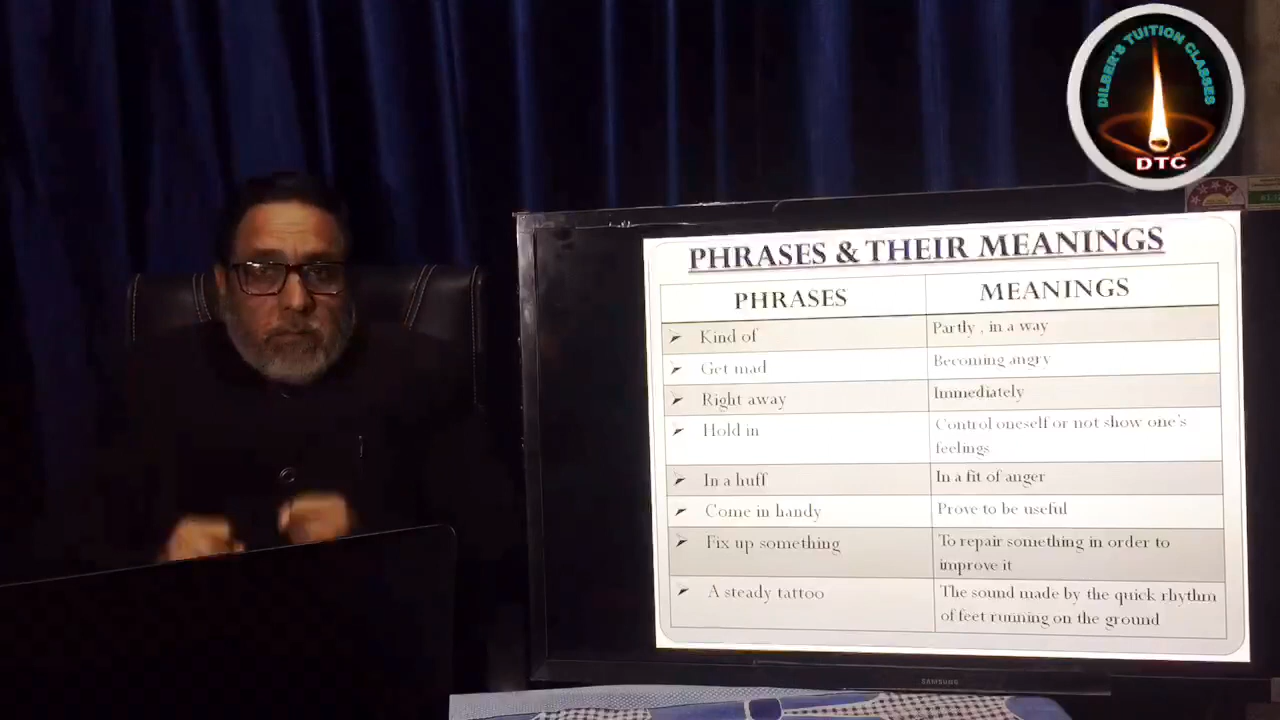 DILBER'S TUITION CLASSES
DTC
PHRASES & THEIR MEANINGS
PHRASES MEANINGS
Kind of Partly , in a way
Get mad Becoming angry
Right away Immediately
Hold in Control oneself or not show one's
feelings
In a huff In a fit of anger
Come in handy Prove to be useful
Fix up something To repair something in order to
improve it
A steady tattoo The sound made by the quick rhythm
of feet running on the ground
SAMSUNG